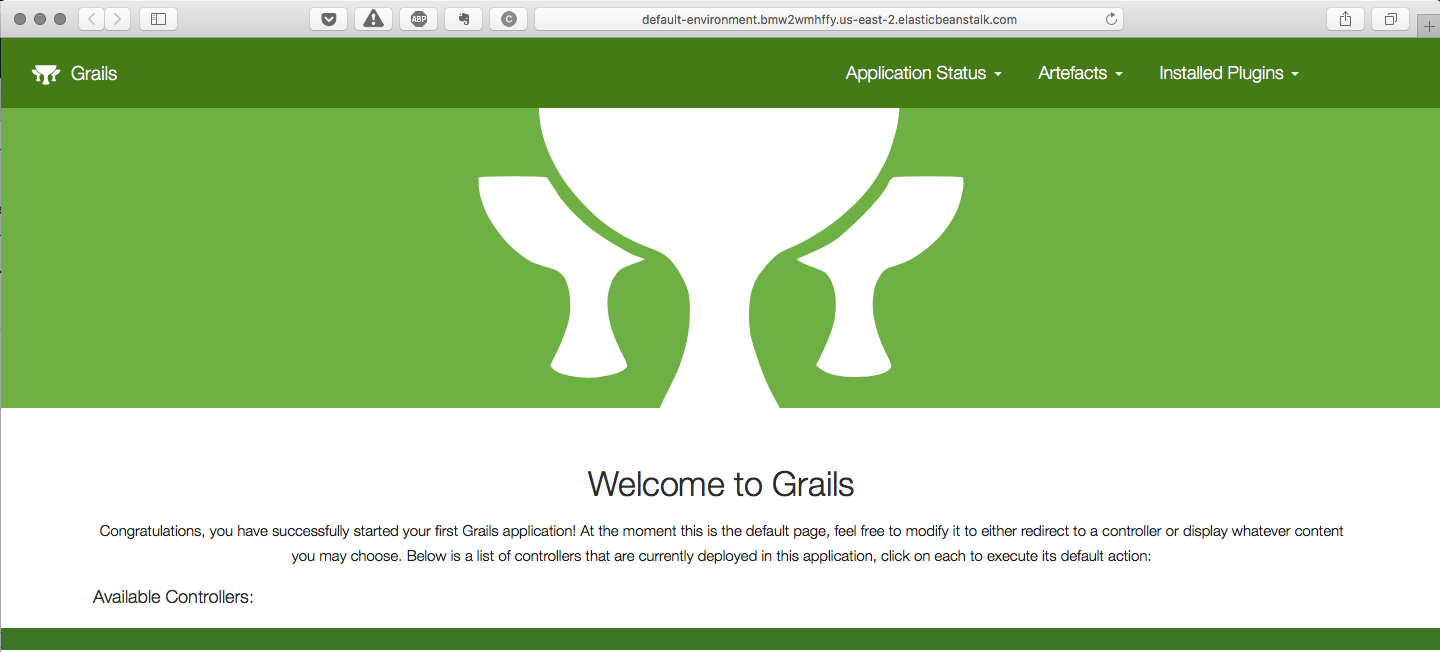 ABP
C
default-environment.bmw2wmhffy.us-east-2.elasticbeanstalk.com
Grails
Application Status
Artefacts
Installed Plugins
Welcome to Grails
Congratulations, you have successfully started your first Grails application! At the moment this is the default page, feel free to modify it to either redirect to a controller or display whatever content
you may choose. Below is a list of controllers that are currently deployed in this application, click on each to execute its default action:
Available Controllers: